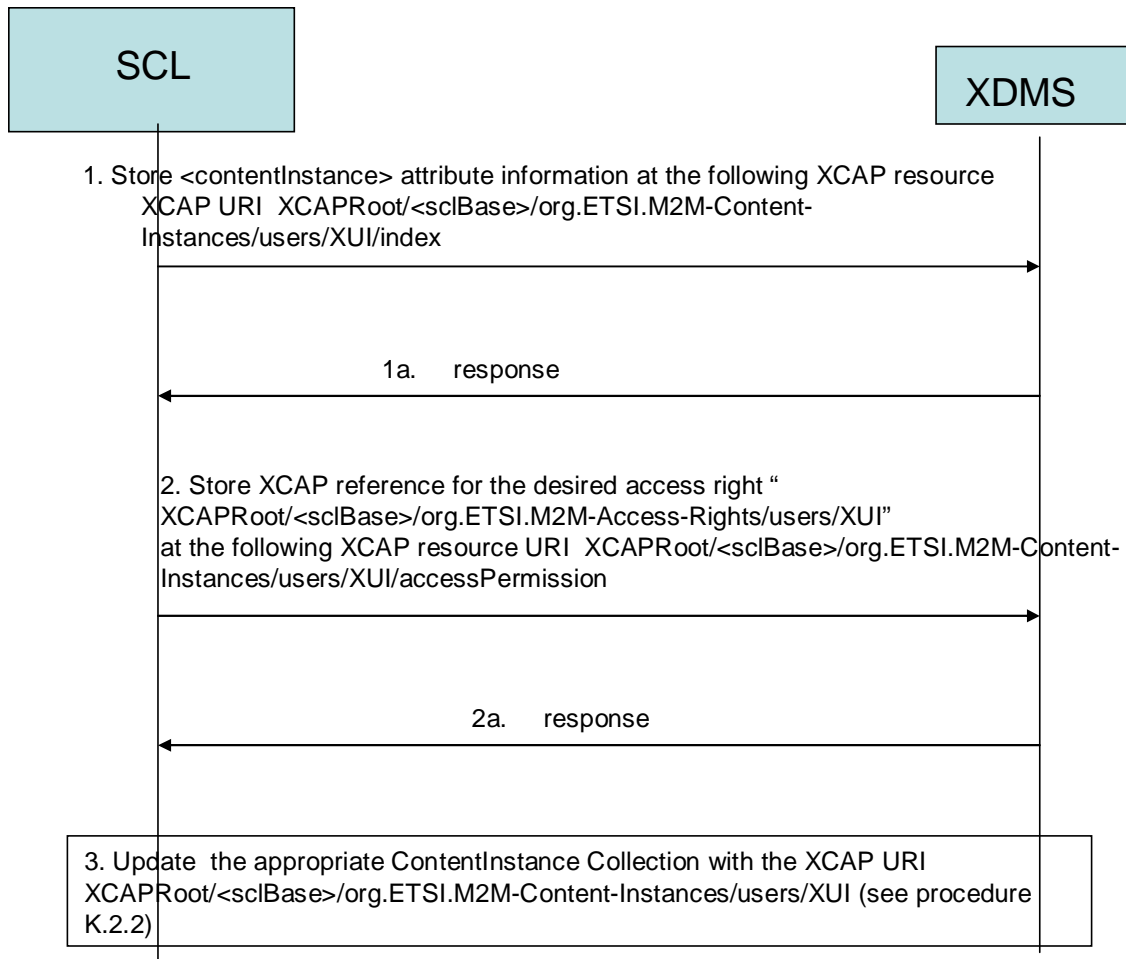 SCL
XDMS
1. Store <contentInstance> attribute information at the following XCAP resource
XCAP URI XCAPRoot/<sclBase>/org.ETSI.M2M-Content-
Instances/users/XUI/index
1a. response
2. Store XCAP reference for the desired access right “
XCAPRoot/<sclBase>/org.ETSI.M2M-Access-Rights/users/XUI”
at the following XCAP resource URI XCAPRoot/<sclBase>/org.ETSI.M2M-Content-
Instances/users/XUI/accessPermission
2a. response
3. Update the appropriate ContentInstance Collection with the XCAP URI
XCAPRoot/<sclBase>/org.ETSI.M2M-Content-Instances/users/XUI (see procedure
K.2.2)